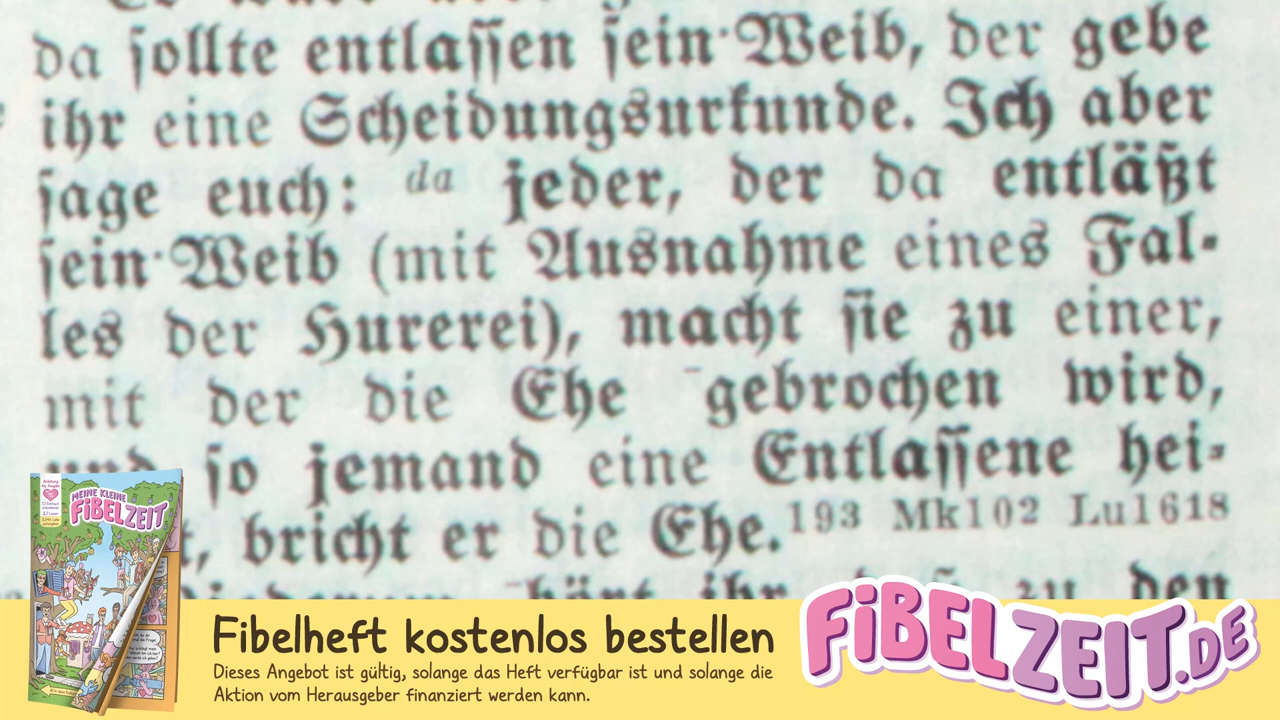 da sollte entlassen sein·Weib, der gebe
ihr eine Scheidungsurkunde. Ich aber
sage euch: da jeder, der da entläßt
sein·Weib (mit Ausnahme eines Fal-
les der Hurerei), macht sie zu einer,
mit der die Ehe ¯gebrochen wird,
und so jemand eine Entlassene hei-
t, bricht er die Ehe. 193 Mk102 Lu1618
zu den
MEINE KLEINE
FiBELZEIT
Fibelheft kostenlos bestellen
Dieses Angebot ist gültig, solange das Heft verfügbar ist und solange die
Aktion vom Herausgeber finanziert werden kann.
FiBELZEIT.DE